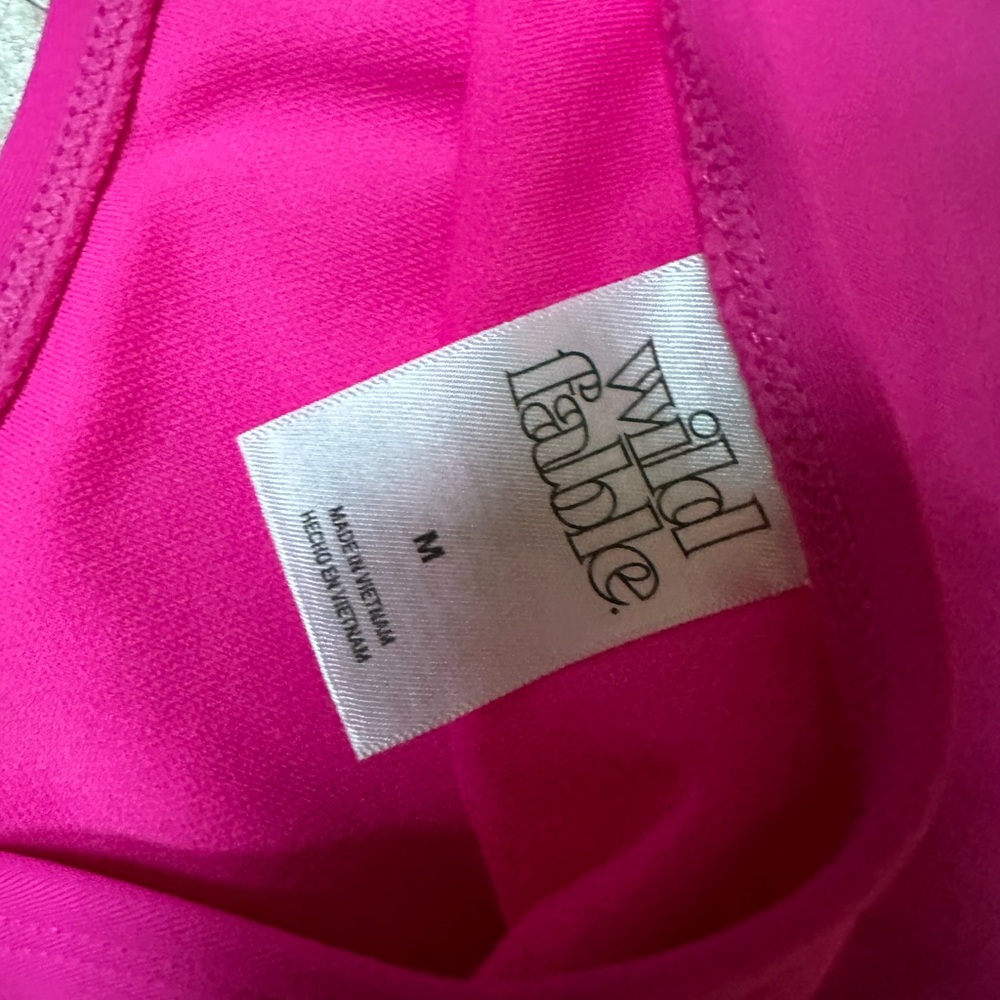 wild
fable.
M
MADE IN VIETNAM
HECHO EN VIETNAM